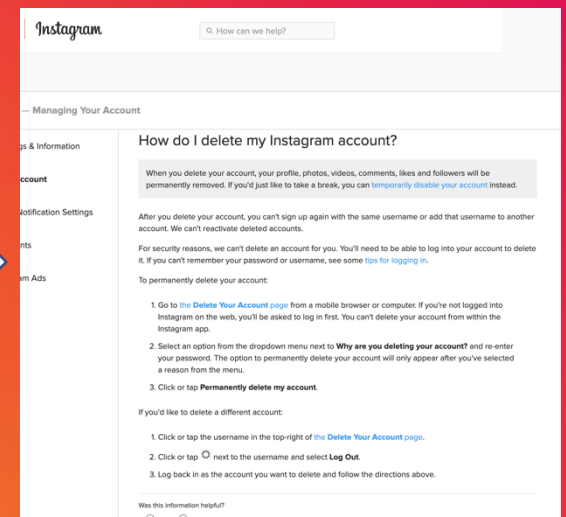 Instagram
How can we help?
— Managing Your Account
gs & Information
ccount
Notification Settings
nts
am Ads
How do I delete my Instagram account?
When you delete your account, your profile, photos, videos, comments, likes and followers will be
permanently removed. If you'd just like to take a break, you can temporarily disable your account instead.
After you delete your account, you can't sign up again with the same username or add that username to another
account. We can't reactivate deleted accounts.
For security reasons, we can't delete an account for you. You'll need to be able to log into your account to delete
it. If you can't remember your password or username, see some tips for logging in.
To permanently delete your account:
1. Go to the Delete Your Account page from a mobile browser or computer. If you're not logged into
Instagram on the web, you'll be asked to log in first. You can't delete your account from within the
Instagram app.
2. Select an option from the dropdown menu next to Why are you deleting your account? and re-enter
your password. The option to permanently delete your account will only appear after you've selected
a reason from the menu.
3. Click or tap Permanently delete my account.
If you'd like to delete a different account:
1. Click or tap the username in the top-right of the Delete Your Account page.
2. Click or tap next to the username and select Log Out.
3. Log back in as the account you want to delete and follow the directions above.
Was this information helpful?